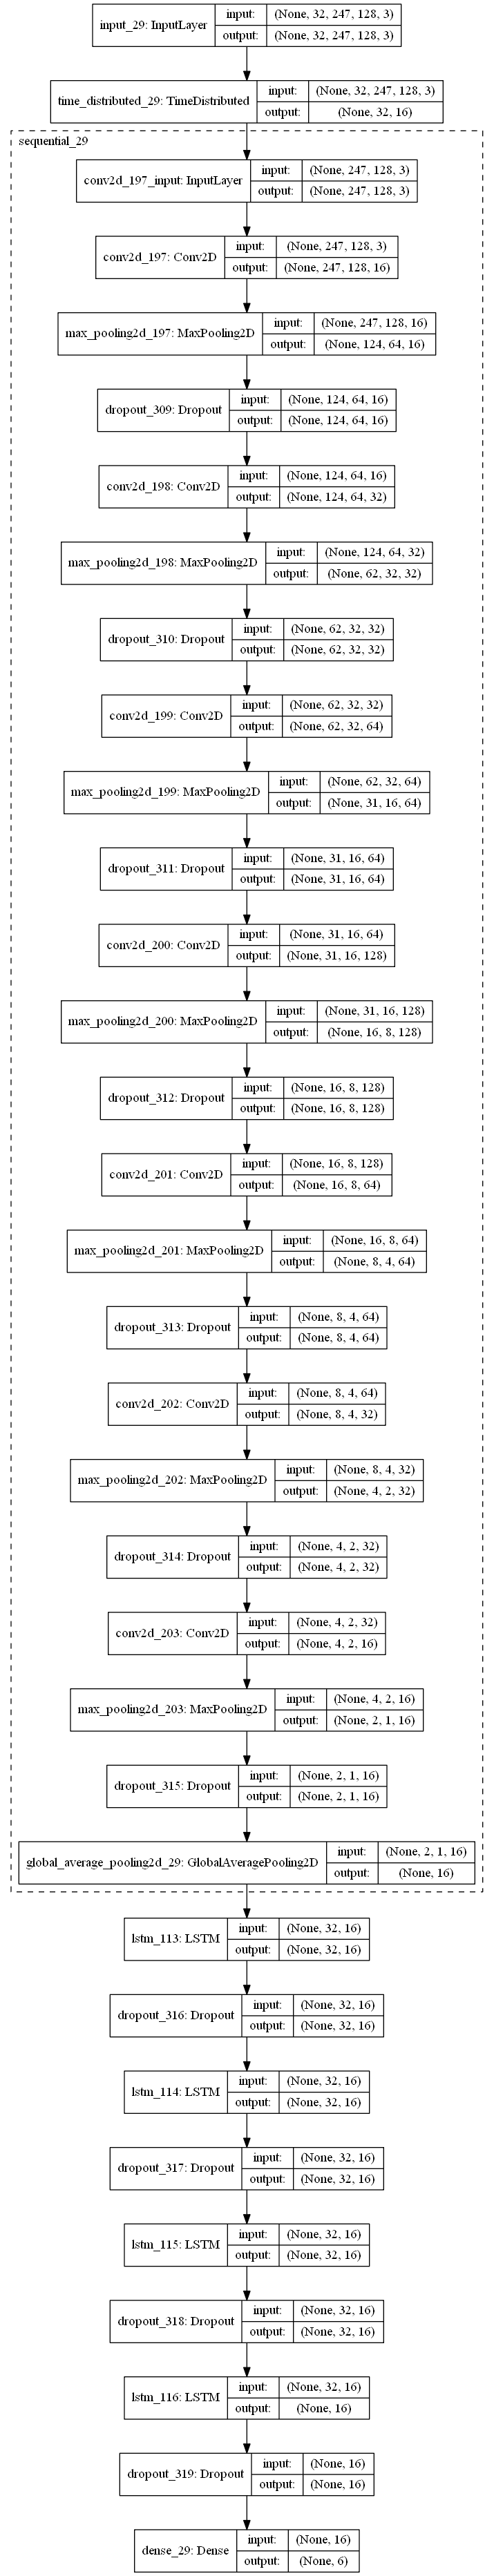 input_29: InputLayer
input: (None, 32, 247, 128, 3)
output: (None, 32, 247, 128, 3)
time_distributed_29: TimeDistributed
input: (None, 32, 247, 128, 3)
output: (None, 32, 16)
sequential_29
conv2d_197_input: InputLayer
input: (None, 247, 128, 3)
output: (None, 247, 128, 3)
conv2d_197: Conv2D
input: (None, 247, 128, 3)
output: (None, 247, 128, 16)
max_pooling2d_197: MaxPooling2D
input: (None, 247, 128, 16)
output: (None, 124, 64, 16)
dropout_309: Dropout
input: (None, 124, 64, 16)
output: (None, 124, 64, 16)
conv2d_198: Conv2D
input: (None, 124, 64, 16)
output: (None, 124, 64, 32)
max_pooling2d_198: MaxPooling2D
input: (None, 124, 64, 32)
output: (None, 62, 32, 32)
dropout_310: Dropout
input: (None, 62, 32, 32)
output: (None, 62, 32, 32)
conv2d_199: Conv2D
input: (None, 62, 32, 32)
output: (None, 62, 32, 64)
max_pooling2d_199: MaxPooling2D
input: (None, 62, 32, 64)
output: (None, 31, 16, 64)
dropout_311: Dropout
input: (None, 31, 16, 64)
output: (None, 31, 16, 64)
conv2d_200: Conv2D
input: (None, 31, 16, 64)
output: (None, 31, 16, 128)
max_pooling2d_200: MaxPooling2D
input: (None, 31, 16, 128)
output: (None, 16, 8, 128)
dropout_312: Dropout
input: (None, 16, 8, 128)
output: (None, 16, 8, 128)
conv2d_201: Conv2D
input: (None, 16, 8, 128)
output: (None, 16, 8, 64)
max_pooling2d_201: MaxPooling2D
input: (None, 16, 8, 64)
output: (None, 8, 4, 64)
dropout_313: Dropout
input: (None, 8, 4, 64)
output: (None, 8, 4, 64)
conv2d_202: Conv2D
input: (None, 8, 4, 64)
output: (None, 8, 4, 32)
max_pooling2d_202: MaxPooling2D
input: (None, 8, 4, 32)
output: (None, 4, 2, 32)
dropout_314: Dropout
input: (None, 4, 2, 32)
output: (None, 4, 2, 32)
conv2d_203: Conv2D
input: (None, 4, 2, 32)
output: (None, 4, 2, 16)
max_pooling2d_203: MaxPooling2D
input: (None, 4, 2, 16)
output: (None, 2, 1, 16)
dropout_315: Dropout
input: (None, 2, 1, 16)
output: (None, 2, 1, 16)
global_average_pooling2d_29: GlobalAveragePooling2D
input: (None, 2, 1, 16)
output: (None, 16)
lstm_113: LSTM
input: (None, 32, 16)
output: (None, 32, 16)
dropout_316: Dropout
input: (None, 32, 16)
output: (None, 32, 16)
lstm_114: LSTM
input: (None, 32, 16)
output: (None, 32, 16)
dropout_317: Dropout
input: (None, 32, 16)
output: (None, 32, 16)
lstm_115: LSTM
input: (None, 32, 16)
output: (None, 32, 16)
dropout_318: Dropout
input: (None, 32, 16)
output: (None, 32, 16)
lstm_116: LSTM
input: (None, 32, 16)
output: (None, 16)
dropout_319: Dropout
input: (None, 16)
output: (None, 16)
dense_29: Dense
input: (None, 16)
output: (None, 6)